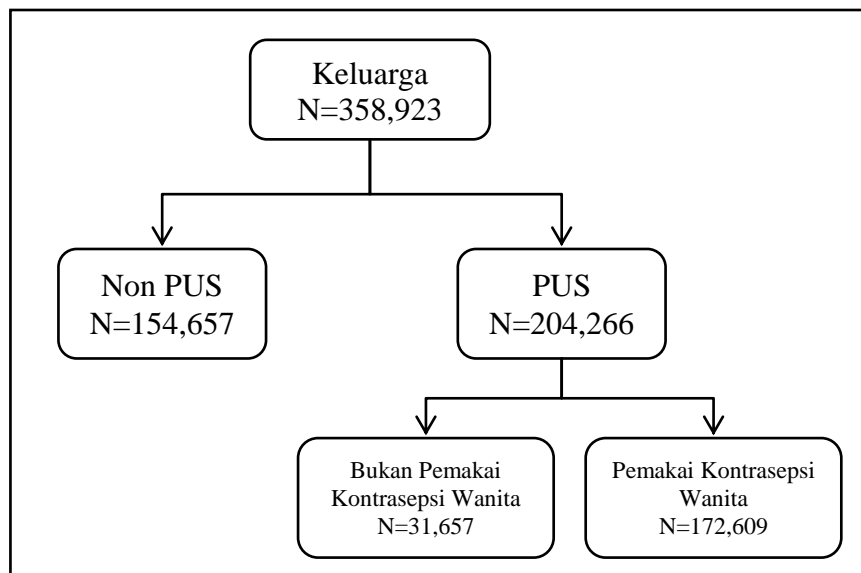 Keluarga
N=358,923
Non PUS
N=154,657
PUS
N=204,266
Bukan Pemakai
Kontrasepsi Wanita
N=31,657
Pemakai Kontrasepsi
Wanita
N=172,609